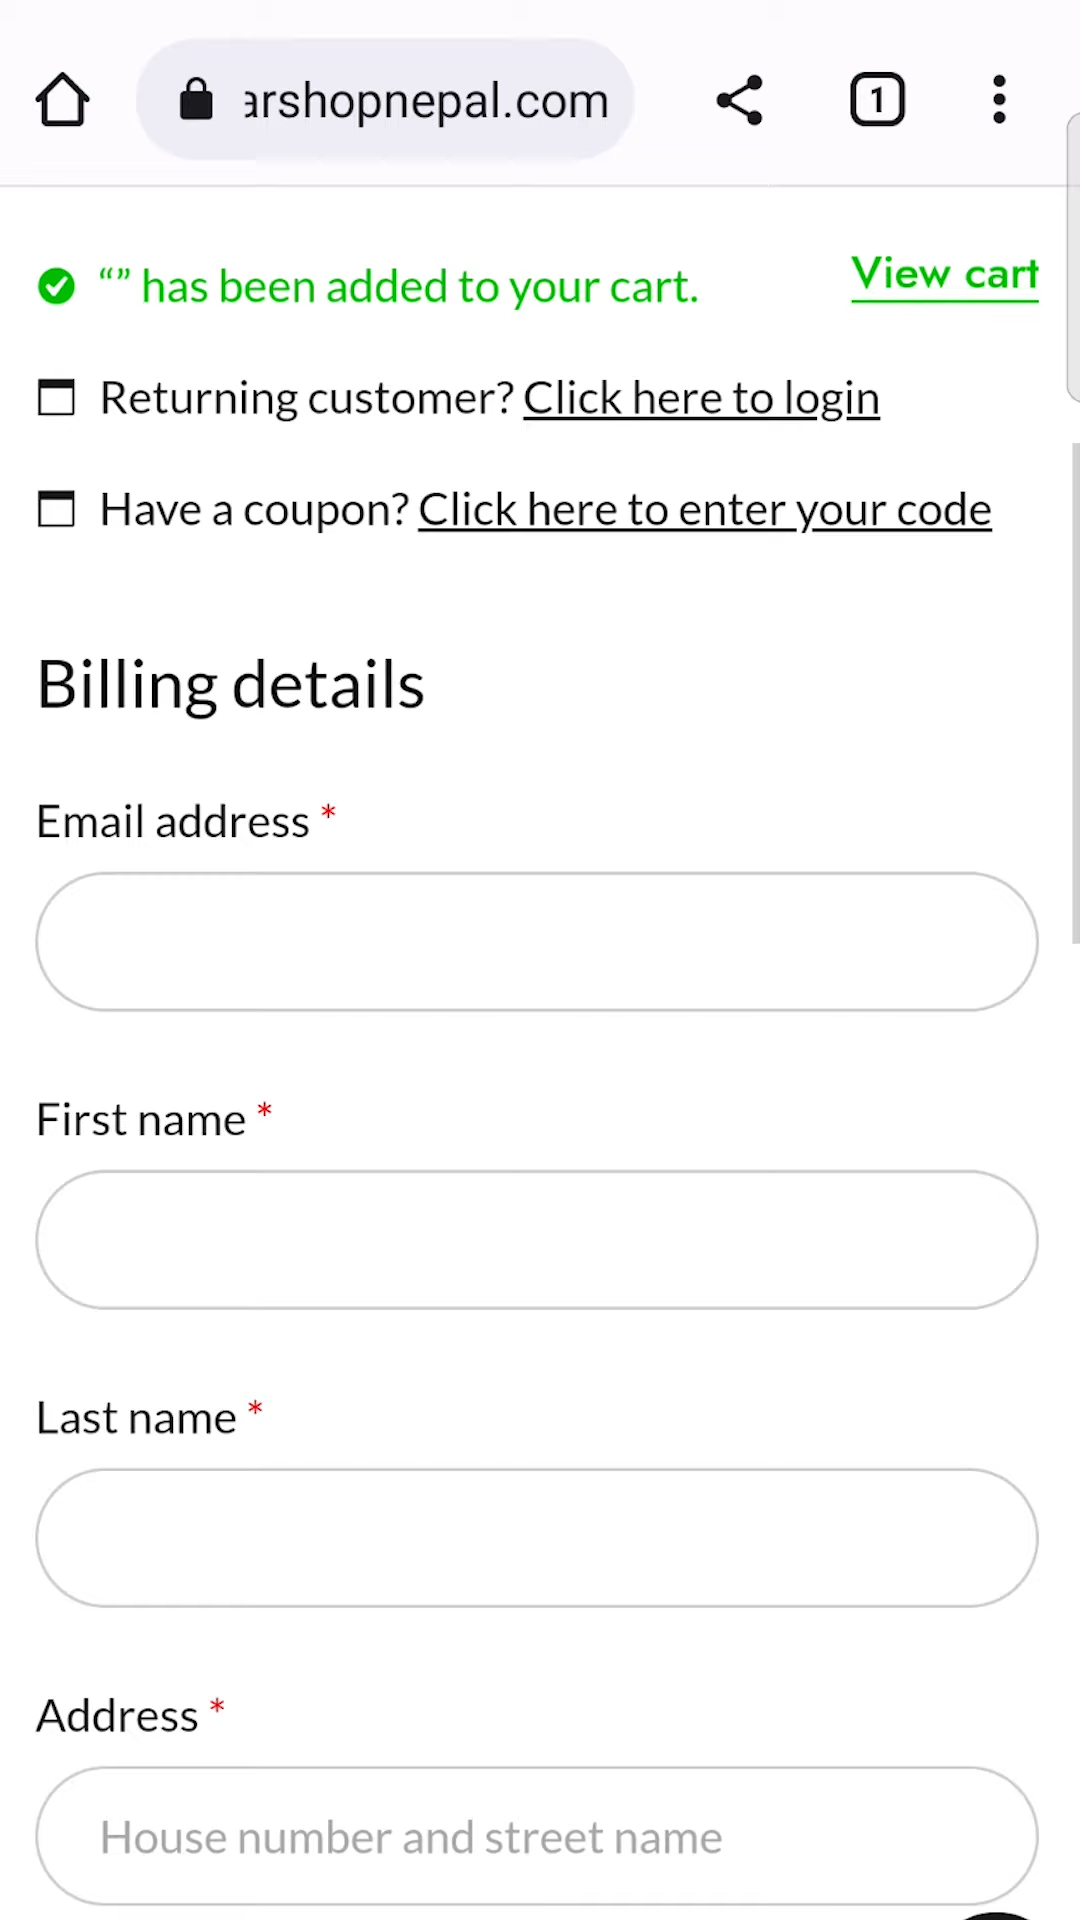 arshopnepal.com
1
“” has been added to your cart.
View cart
Returning customer? Click here to login
Have a coupon? Click here to enter your code
Billing details
Email address *
First name *
Last name *
Address *
House number and street name